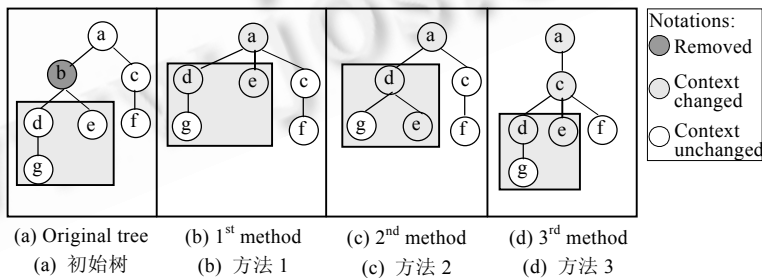 a
b
c
d
e
f
g
a
d
e
c
g
f
a
d
c
g
e
f
a
c
d
e
f
g
Notations:
Removed
Context
changed
Context
unchanged
(a) Original tree (b) 1st method (c) 2nd method (d) 3rd method
(a) 初始树 (b) 方法 1 (c) 方法 2 (d) 方法 3